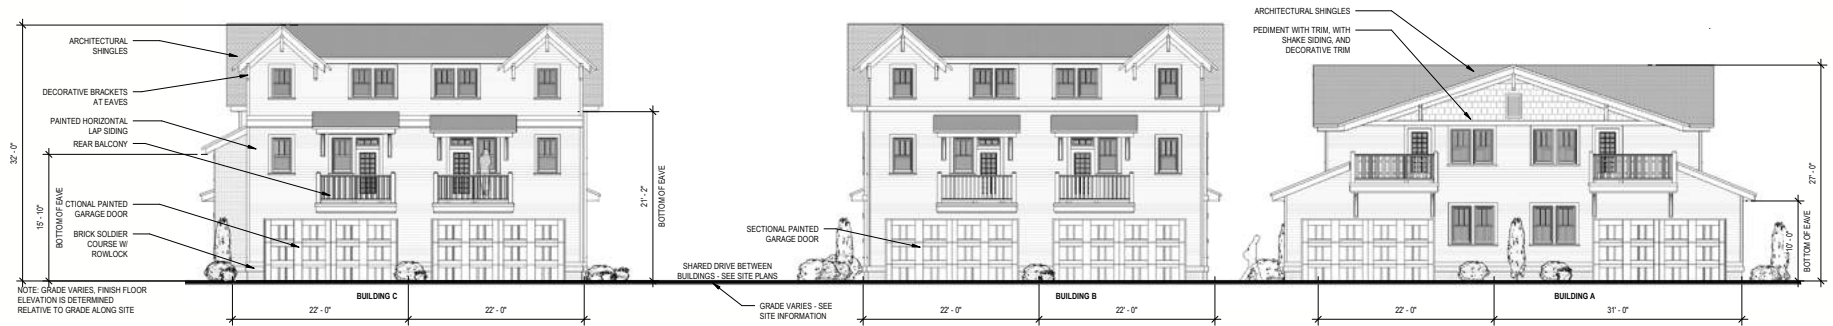 32' - 0"
15' - 10"
BOTTOM OF EAVE
ARCHITECTURAL
SHINGLES
DECORATIVE BRACKETS
AT EAVES
PAINTED HORIZONTAL
LAP SIDING
REAR BALCONY
CTIONAL PAINTED
GARAGE DOOR
BRICK SOLDIER
COURSE W/
ROWLOCK
NOTE: GRADE VARIES, FINISH FLOOR
ELEVATION IS DETERMINED
RELATIVE TO GRADE ALONG SITE
BUILDING C
22' - 0"
22' - 0"
21' - 2"
BOTTOM OF EAVE
SHARED DRIVE BETWEEN
BUILDINGS - SEE SITE PLANS
GRADE VARIES - SEE
SITE INFORMATION
SECTIONAL PAINTED
GARAGE DOOR
BUILDING B
22' - 0"
22' - 0"
ARCHITECTURAL SHINGLES
PEDIMENT WITH TRIM, WITH
SHAKE SIDING, AND
DECORATIVE TRIM
BUILDING A
22' - 0"
31' - 0"
10' - 0"
BOTTOM OF EAVE
27' - 0"